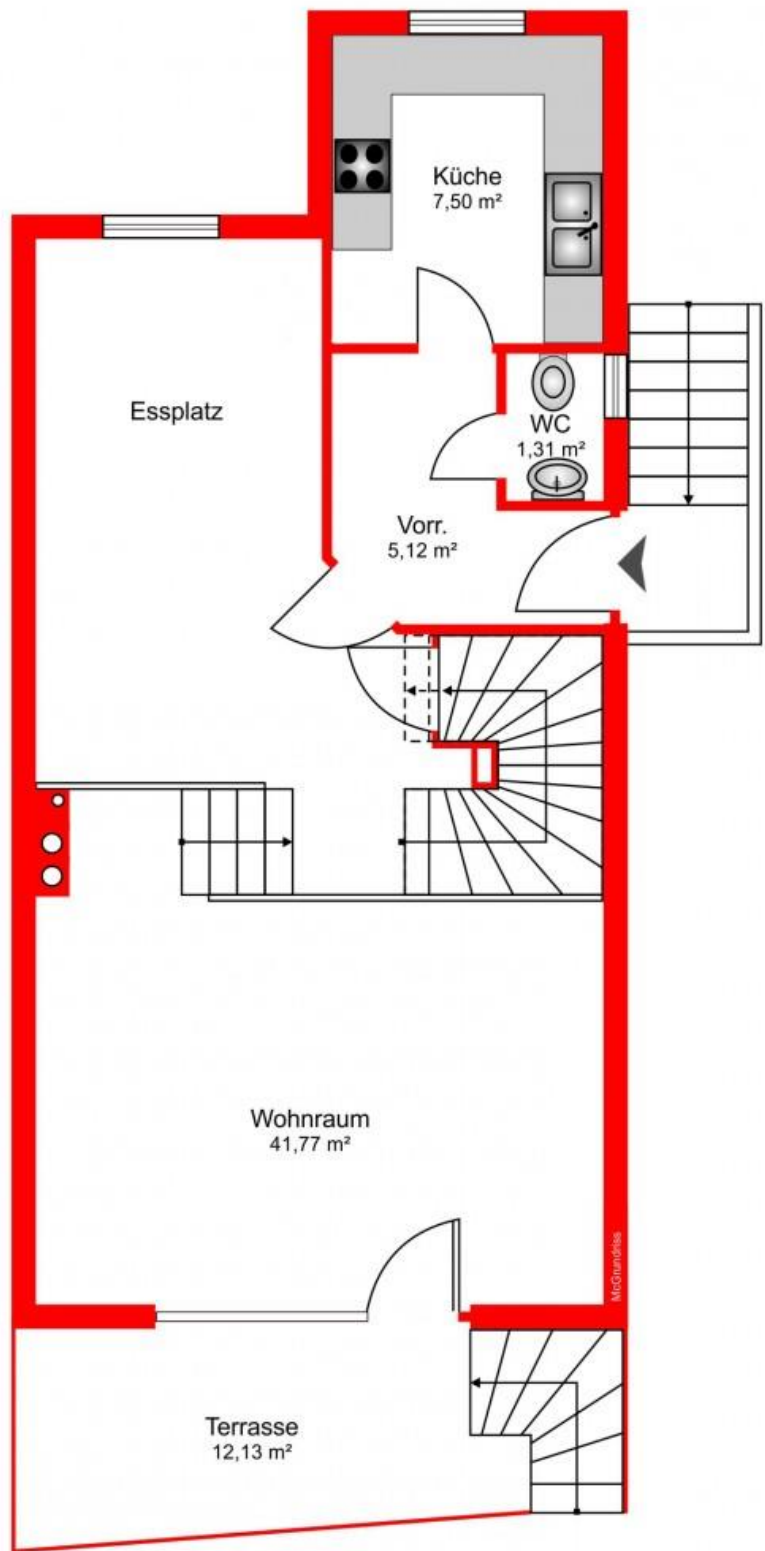 Küche
7,50 m²
Essplatz
WC
1,31 m²
Vorr.
5,12 m²
Wohnraum
41,77 m²
McGrundriss
Terrasse
12,13 m²